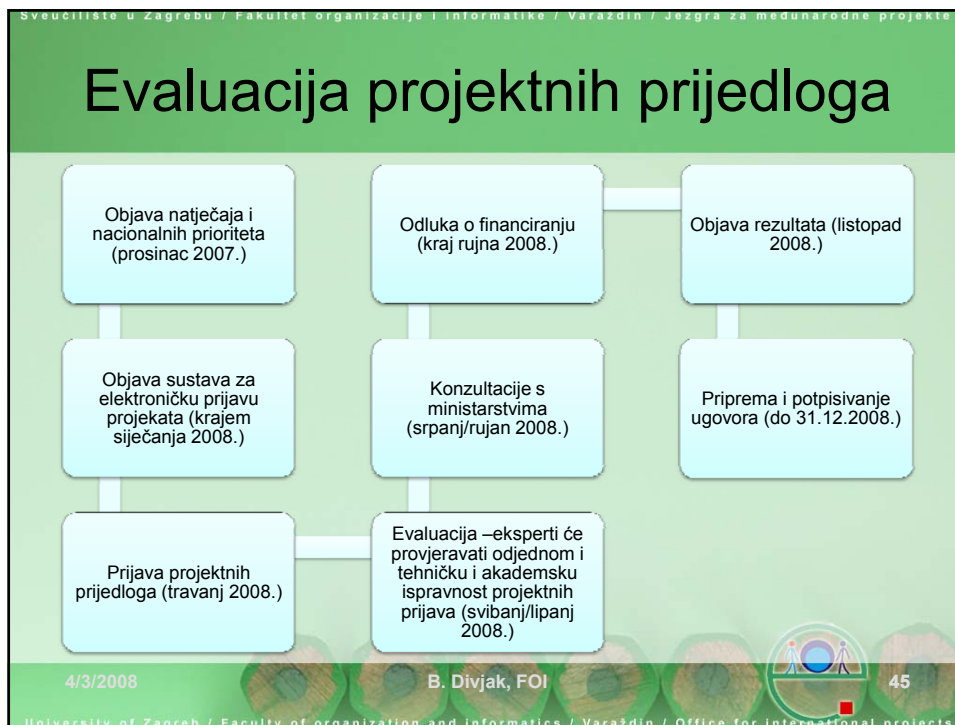 Sveučilište u Zagrebu / Fakultet organizacije i informatike / Varaždin / Jezgra za međunarodne projekte
Evaluacija projektnih prijedloga
Objava natječaja i
nacionalnih prioriteta
(prosinac 2007.)
Objava sustava za
elektroničku prijavu
projekata (krajem
siječanja 2008.)
Prijava projektnih
prijedloga (travanj 2008.)
Evaluacija –eksperti će
provjeravati odjednom i
tehničku i akademsku
ispravnost projektnih
prijava (svibanj/lipanj
2008.)
Konzultacije s
ministarstvima
(srpanj/rujan 2008.)
Odluka o financiranju
(kraj rujna 2008.)
Objava rezultata (listopad
2008.)
Priprema i potpisivanje
ugovora (do 31.12.2008.)
4/3/2008
B. Divjak, FOI
45
University of Zagreb / Faculty of organization and informatics / Varaždin / Office for international projects